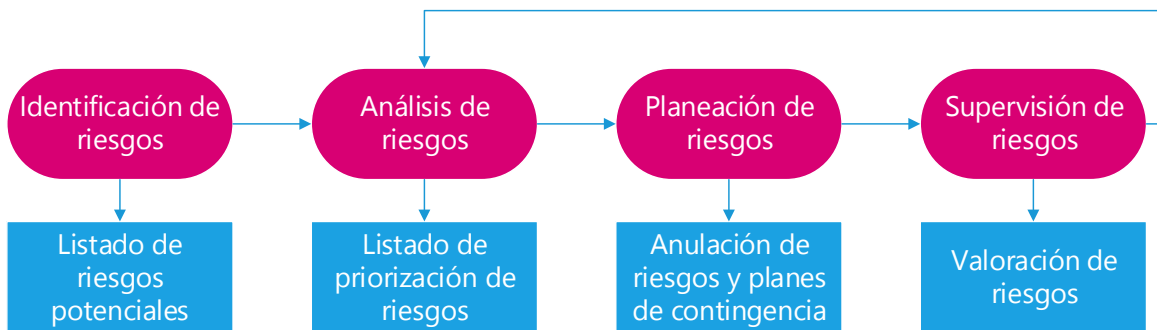 Identificación de
riesgos
Análisis de
riesgos
Planeación de
riesgos
Supervisión de
riesgos
Listado de
riesgos
potenciales
Listado de
priorización de
riesgos
Anulación de
riesgos y planes
de contingencia
Valoración de
riesgos